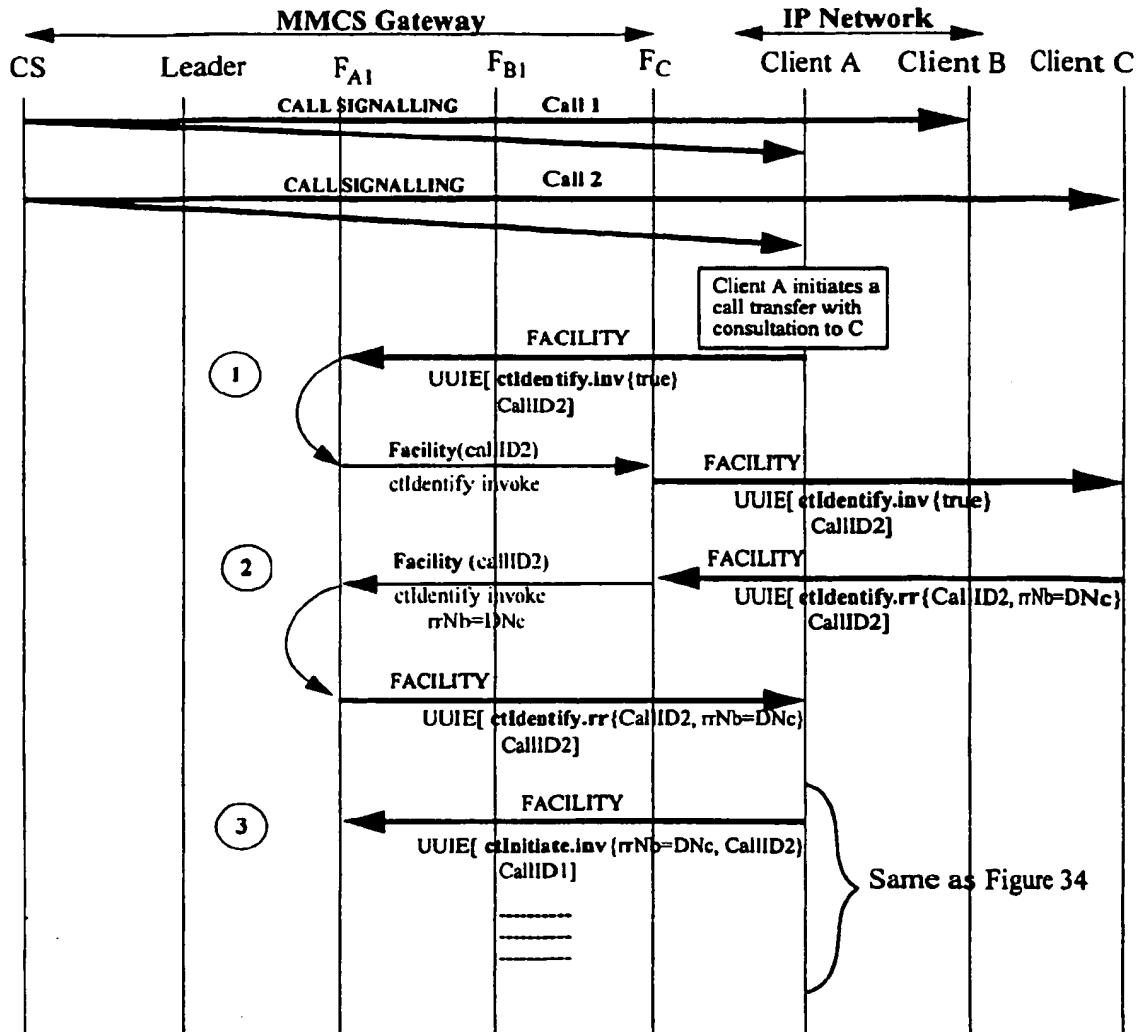 MMCS Gateway
IP Network
CS Leader F_A1 F_B1 F_C Client A Client B Client C
CALL SIGNALLING Call 1
CALL SIGNALLING Call 2
Client A initiates a
call transfer with
consultation to C
FACILITY
1
UUIE[ ctIdentify.inv{true}
CallID2]
Facility(callID2)
ctIdentify invoke
FACILITY
UUIE[ ctIdentify.inv{true}
CallID2]
2
Facility (callID2)
ctIdentify invoke
rrNb=DNc
FACILITY
UUIE[ ctIdentify.rr{CallID2, rrNb=DNc}
CallID2]
FACILITY
UUIE[ ctIdentify.rr{CallID2, rrNb=DNc}
CallID2]
3
FACILITY
UUIE[ ctInitiate.inv{rrNb=DNc, CallID2)
CallID1]
Same as Figure 34